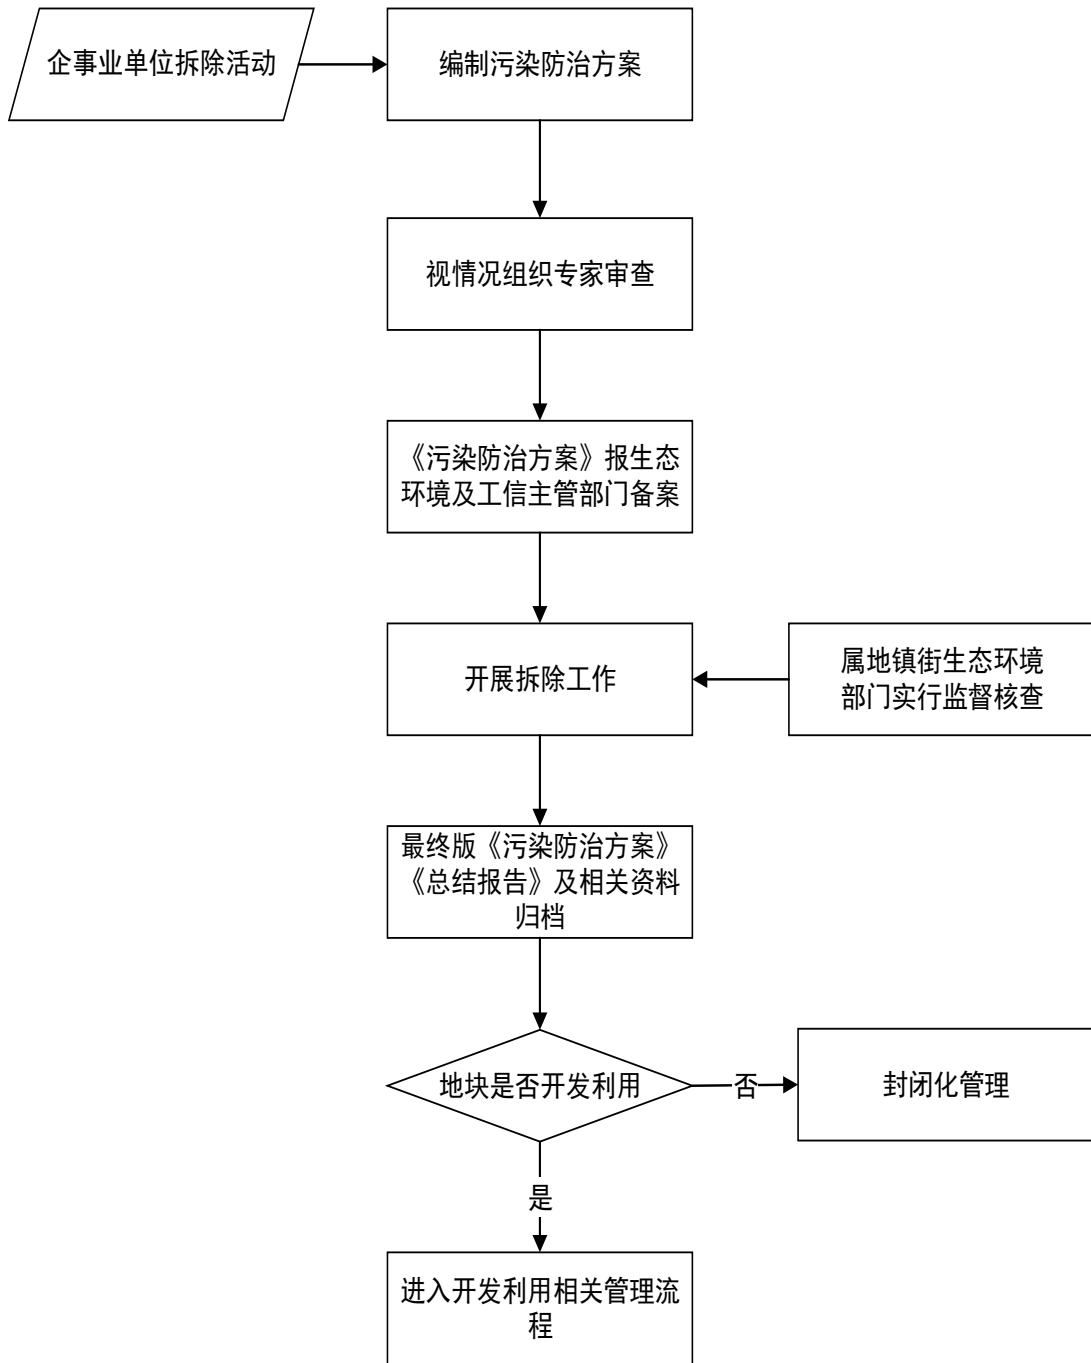 企事业单位拆除活动
编制污染防治方案
视情况组织专家审查
《污染防治方案》报生态
环境及工信主管部门备案
开展拆除工作
属地镇街生态环境
部门实行监督核查
最终版《污染防治方案》
《总结报告》及相关资料
归档
地块是否开发利用
否
封闭化管理
是
进入开发利用相关管理流
程